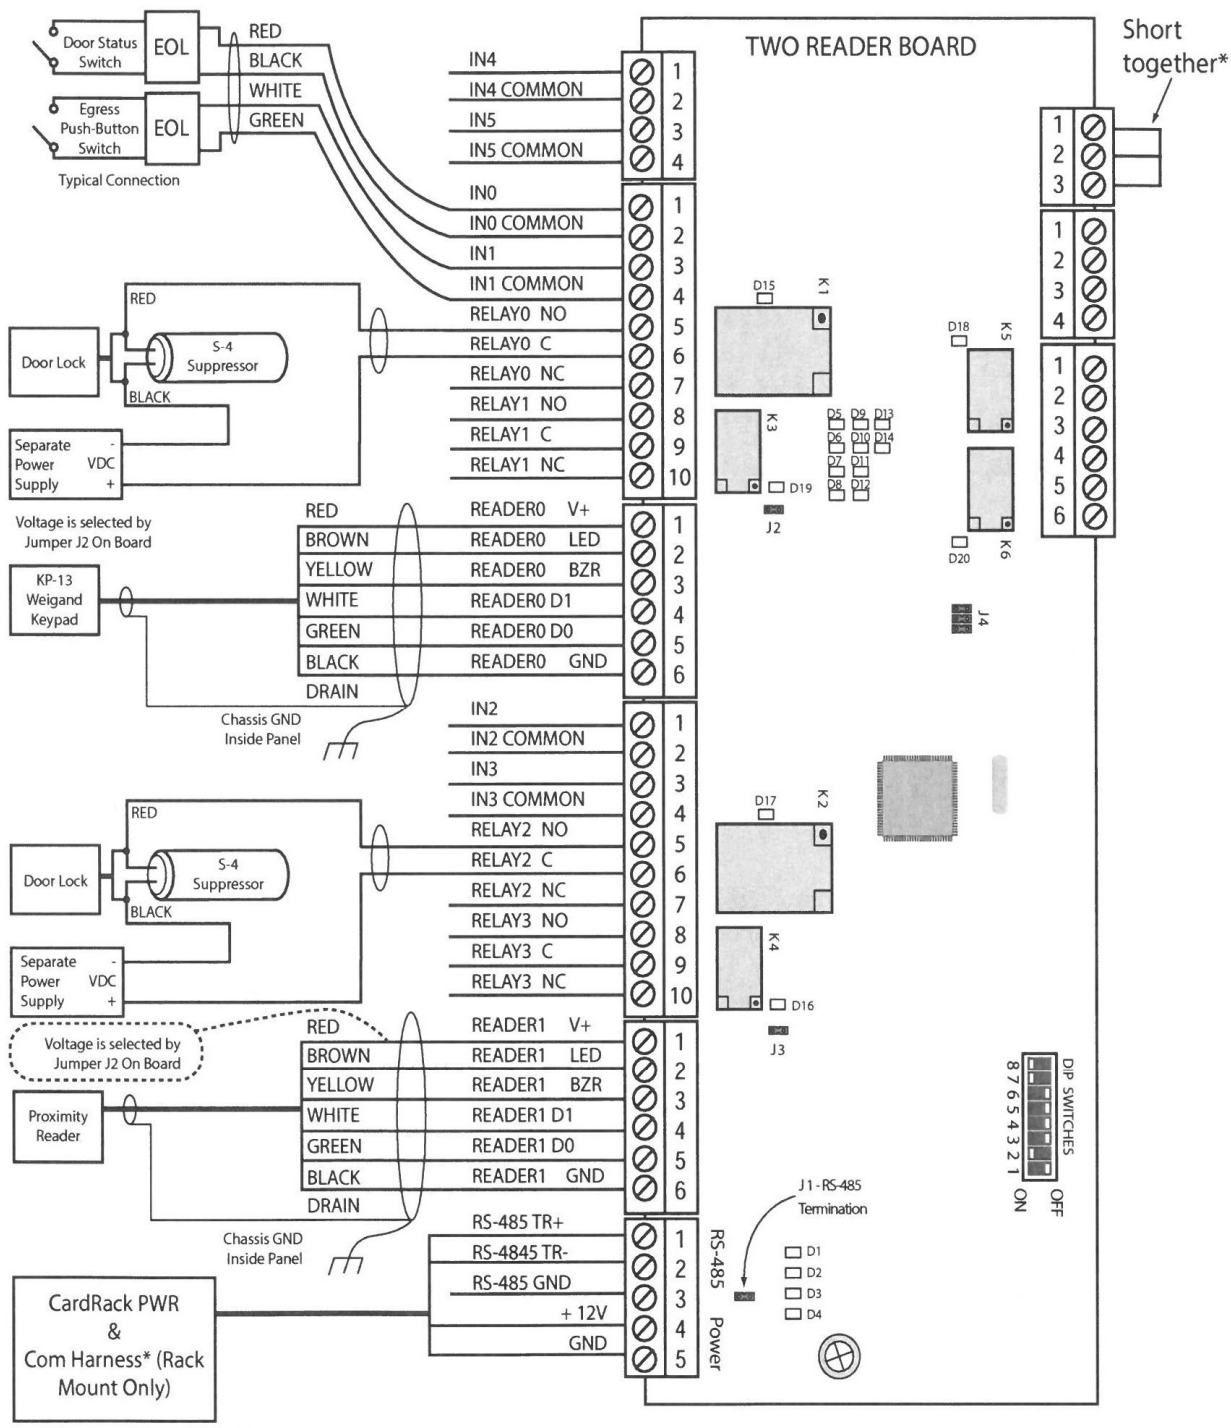 TWO READER BOARD
Short
together*
Door Status
Switch
EOL
RED
BLACK
WHITE
GREEN
Egress
Push-Button
Switch
EOL
Typical Connection
IN4
IN4 COMMON
IN5
IN5 COMMON
1
2
3
4
IN0
IN0 COMMON
IN1
IN1 COMMON
RELAY0 NO
RELAY0 C
RELAY0 NC
RELAY1 NO
RELAY1 C
RELAY1 NC
1
2
3
4
5
6
7
8
9
10
RED
Door Lock
S-4
Suppressor
BLACK
Separate -
Power VDC
Supply +
Voltage is selected by
Jumper J2 On Board
KP-13
Weigand
Keypad
RED
BROWN
YELLOW
WHITE
GREEN
BLACK
DRAIN
READER0 V+
READER0 LED
READER0 BZR
READER0 D1
READER0 D0
READER0 GND
1
2
3
4
5
6
Chassis GND
Inside Panel
IN2
IN2 COMMON
IN3
IN3 COMMON
RELAY2 NO
RELAY2 C
RELAY2 NC
RELAY3 NO
RELAY3 C
RELAY3 NC
1
2
3
4
5
6
7
8
9
10
RED
Door Lock
S-4
Suppressor
BLACK
Separate -
Power VDC
Supply +
Voltage is selected by
Jumper J2 On Board
Proximity
Reader
RED
BROWN
YELLOW
WHITE
GREEN
BLACK
DRAIN
READER1 V+
READER1 LED
READER1 BZR
READER1 D1
READER1 D0
READER1 GND
1
2
3
4
5
6
Chassis GND
Inside Panel
CardRack PWR
&
Com Harness* (Rack
Mount Only)
RS-485 TR+
RS-4845 TR-
RS-485 GND
+ 12V
GND
1
2
3
4
5
RS-485
Power
J1 - RS-485
Termination
D1
D2
D3
D4
D15
K1
K3
D19
J2
D5 D9 D13
D6 D10 D14
D7 D11
D8 D12
D18
K5
K6
D20
J4
D17
K2
K4
D16
J3
1
2
3
1
2
3
4
1
2
3
4
5
6
DIP SWITCHES
8 7 6 5 4 3 2 1
ON
OFF